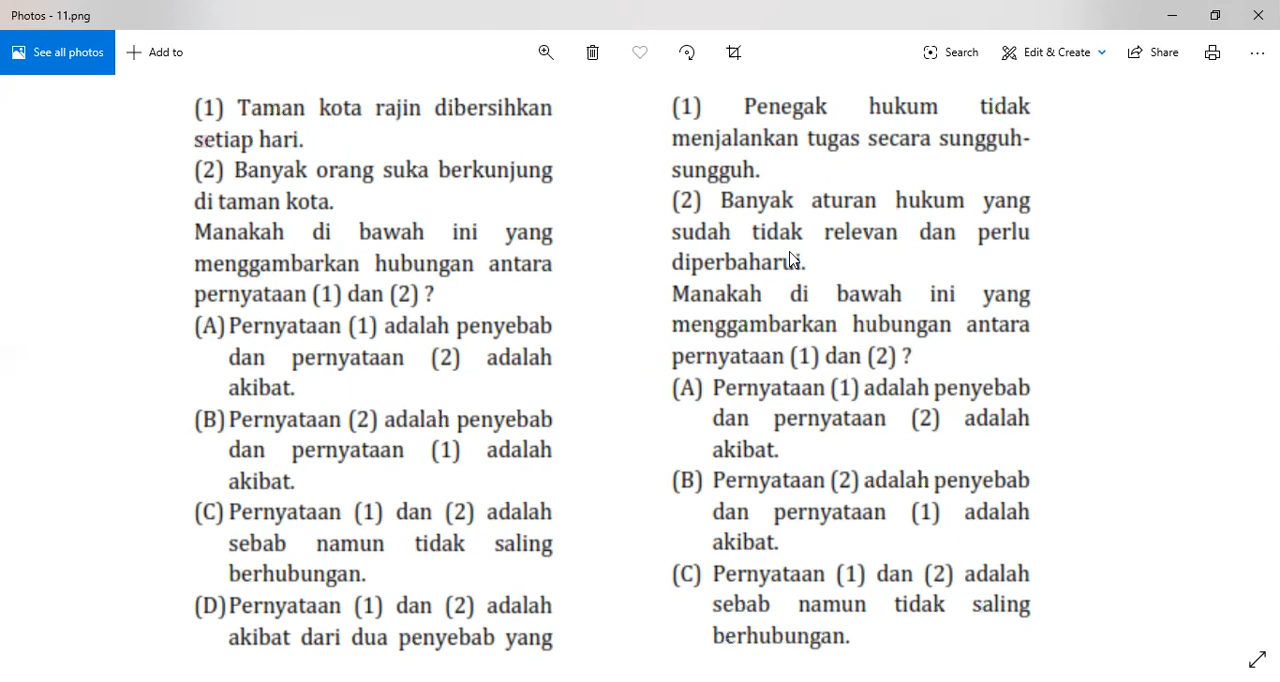 Photos - 11.png
See all photos
Add to
Search
Edit & Create
Share
(1) Taman kota rajin dibersihkan
setiap hari.
(2) Banyak orang suka berkunjung
di taman kota.
Manakah di bawah ini yang
menggambarkan hubungan antara
pernyataan (1) dan (2) ?
(A) Pernyataan (1) adalah penyebab
dan pernyataan (2) adalah
akibat.
(B) Pernyataan (2) adalah penyebab
dan pernyataan (1) adalah
akibat.
(C) Pernyataan (1) dan (2) adalah
sebab namun tidak saling
berhubungan.
(D) Pernyataan (1) dan (2) adalah
akibat dari dua penyebab yang
(1) Penegak hukum tidak
menjalankan tugas secara sungguh-
sungguh.
(2) Banyak aturan hukum yang
sudah tidak relevan dan perlu
diperbaharui.
Manakah di bawah ini yang
menggambarkan hubungan antara
pernyataan (1) dan (2) ?
(A) Pernyataan (1) adalah penyebab
dan pernyataan (2) adalah
akibat.
(B) Pernyataan (2) adalah penyebab
dan pernyataan (1) adalah
akibat.
(C) Pernyataan (1) dan (2) adalah
sebab namun tidak saling
berhubungan.